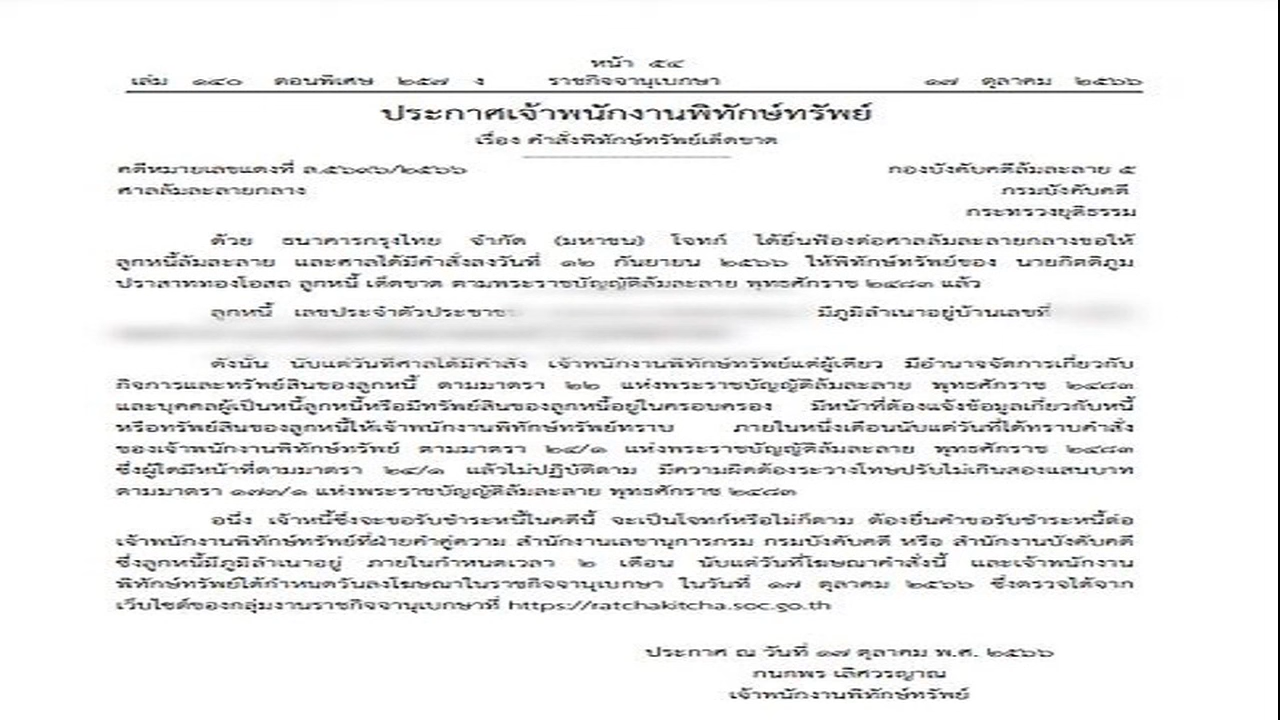 หน้า ๕๔
เล่ม ๑๔๐ ตอนพิเศษ ๒๕๗ ง ราชกิจจานุเบกษา ๑๗ ตุลาคม ๒๕๖๖
ประกาศเจ้าพนักงานพิทักษ์ทรัพย์
เรื่อง คำสั่งพิทักษ์ทรัพย์เด็ดขาด
คดีหมายเลขแดงที่ ล.๕๖๙๖/๒๕๖๖ กองบังคับคดีล้มละลาย ๕
ศาลล้มละลายกลาง กรมบังคับคดี
กระทรวงยุติธรรม
ด้วย ธนาคารกรุงไทย จำกัด (มหาชน) โจทก์ ได้ยื่นฟ้องต่อศาลล้มละลายกลางขอให้
ลูกหนี้ล้มละลาย และศาลได้มีคำสั่งลงวันที่ ๑๒ กันยายน ๒๕๖๖ ให้พิทักษ์ทรัพย์ของ นายกิตติภูม
ปราสาททองโอสถ ลูกหนี้ เด็ดขาด ตามพระราชบัญญัติล้มละลาย พุทธศักราช ๒๔๘๓ แล้ว
ลูกหนี้ เลขประจำตัวประชาช มีภูมิลำเนาอยู่บ้านเลขที่
ดังนั้น นับแต่วันที่ศาลได้มีคำสั่ง เจ้าพนักงานพิทักษ์ทรัพย์แต่ผู้เดียว มีอำนาจจัดการเกี่ยวกับ
กิจการและทรัพย์สินของลูกหนี้ ตามมาตรา ๒๒ แห่งพระราชบัญญัติล้มละลาย พุทธศักราช ๒๔๘๓
และบุคคลผู้เป็นหนี้ลูกหนี้หรือมีทรัพย์สินของลูกหนี้อยู่ในครอบครอง มีหน้าที่ต้องแจ้งข้อมูลเกี่ยวกับหนี้
หรือทรัพย์สินของลูกหนี้ให้เจ้าพนักงานพิทักษ์ทรัพย์ทราบ ภายในหนึ่งเดือนนับแต่วันที่ได้ทราบคำสั่ง
ของเจ้าพนักงานพิทักษ์ทรัพย์ ตามมาตรา ๒๔/๑ แห่งพระราชบัญญัติล้มละลาย พุทธศักราช ๒๔๘๓
ซึ่งผู้ใดมีหน้าที่ตามมาตรา ๒๔/๑ แล้วไม่ปฏิบัติตาม มีความผิดต้องระวางโทษปรับไม่เกินสองแสนบาท
ตามมาตรา ๑๗๓/๑ แห่งพระราชบัญญัติล้มละลาย พุทธศักราช ๒๔๘๓
อนึ่ง เจ้าหนี้ซึ่งจะขอรับชำระหนี้ในคดีนี้ จะเป็นโจทก์หรือไม่ก็ตาม ต้องยื่นคำขอรับชำระหนี้ต่อ
เจ้าพนักงานพิทักษ์ทรัพย์ที่ฝ่ายคำคู่ความ สำนักงานเลขานุการกรม กรมบังคับคดี หรือ สำนักงานบังคับคดี
ซึ่งลูกหนี้มีภูมิลำเนาอยู่ ภายในกำหนดเวลา ๒ เดือน นับแต่วันที่โฆษณาคำสั่งนี้ และเจ้าพนักงาน
พิทักษ์ทรัพย์ได้กำหนดวันลงโฆษณาในราชกิจจานุเบกษา ในวันที่ ๑๗ ตุลาคม ๒๕๖๖ ซึ่งตรวจได้จาก
เว็บไซต์ของกลุ่มงานราชกิจจานุเบกษาที่ https://ratchakitcha.soc.go.th
ประกาศ ณ วันที่ ๑๗ ตุลาคม พ.ศ. ๒๕๖๖
กนกพร เลิศวรญาณ
เจ้าพนักงานพิทักษ์ทรัพย์